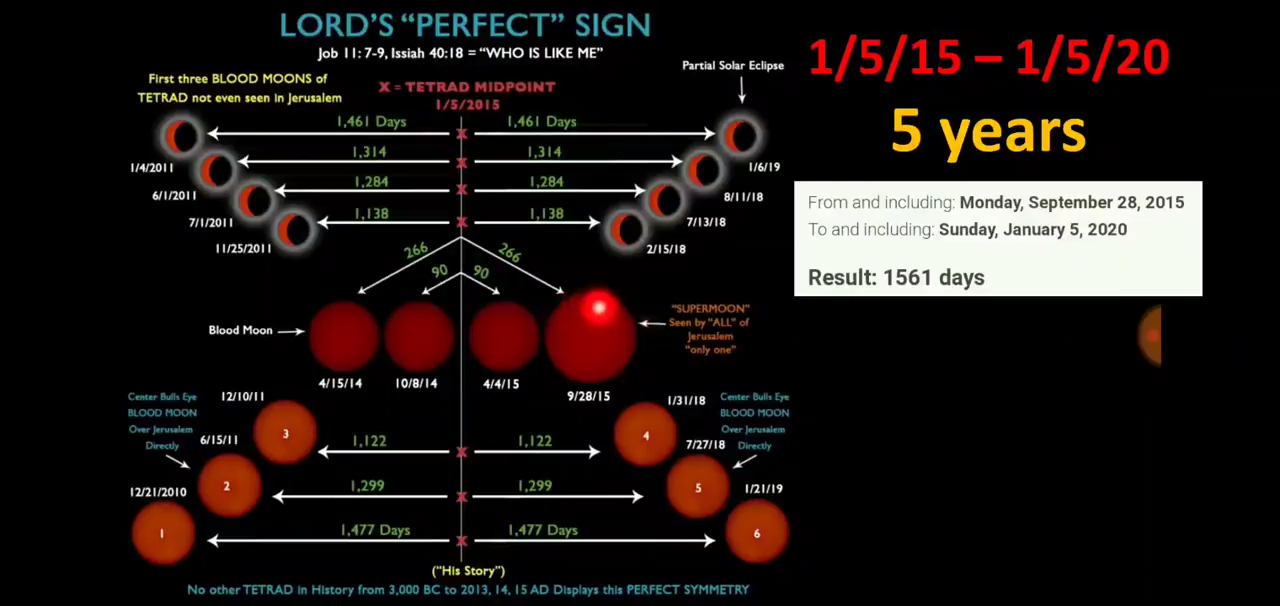 LORD'S "PERFECT" SIGN
Job 11: 7-9, Issiah 40:18 = "WHO IS LIKE ME"
First three BLOOD MOONS of
TETRAD not even seen in Jerusalem
X = TETRAD MIDPOINT
1/5/2015
Partial Solar Eclipse
1,461 Days
X
1,461 Days
1/4/2011
1,314
X
1,314
1/6/19
6/1/2011
1,284
X
1,284
8/11/18
7/1/2011
1,138
X
1,138
7/13/18
11/25/2011
2/15/18
266
266
90
90
Blood Moon
"SUPERMOON"
Seen by "ALL" of
Jerusalem
"only one"
4/15/14
10/8/14
4/4/15
9/28/15
Center Bulls Eye
BLOOD MOON
Over Jerusalem
Directly
12/10/11
3
6/15/11
2
12/21/2010
1
1/31/18
4
7/27/18
5
1/21/19
6
Center Bulls Eye
BLOOD MOON
Over Jerusalem
Directly
1,122
X
1,122
1,299
X
1,299
1,477 Days
X
1,477 Days
("His Story")
No other TETRAD in History from 3,000 BC to 2013, 14, 15 AD Displays this PERFECT SYMMETRY
1/5/15 – 1/5/20
5 years
From and including: Monday, September 28, 2015
To and including: Sunday, January 5, 2020
Result: 1561 days